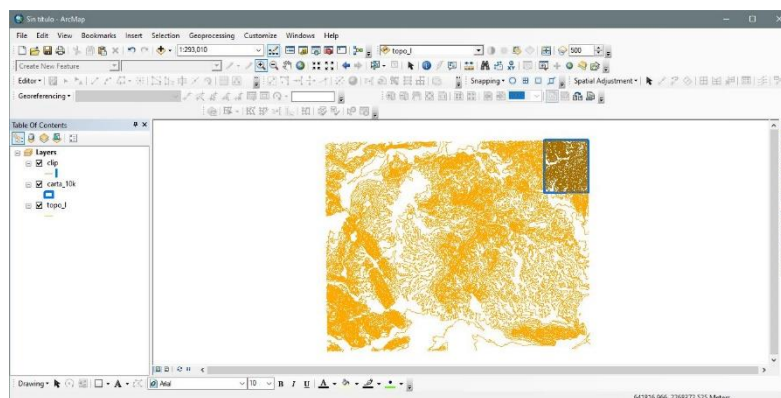 Sin título - ArcMap
File Edit View Bookmarks Insert Selection Geoprocessing Customize Windows Help
1:293,010 topo_l 500
Create New Feature
Editor Snapping Spatial Adjustment
Georeferencing
Table Of Contents
Layers
clip
carta_10k
topo_l
Drawing A Arial 10 B I U A